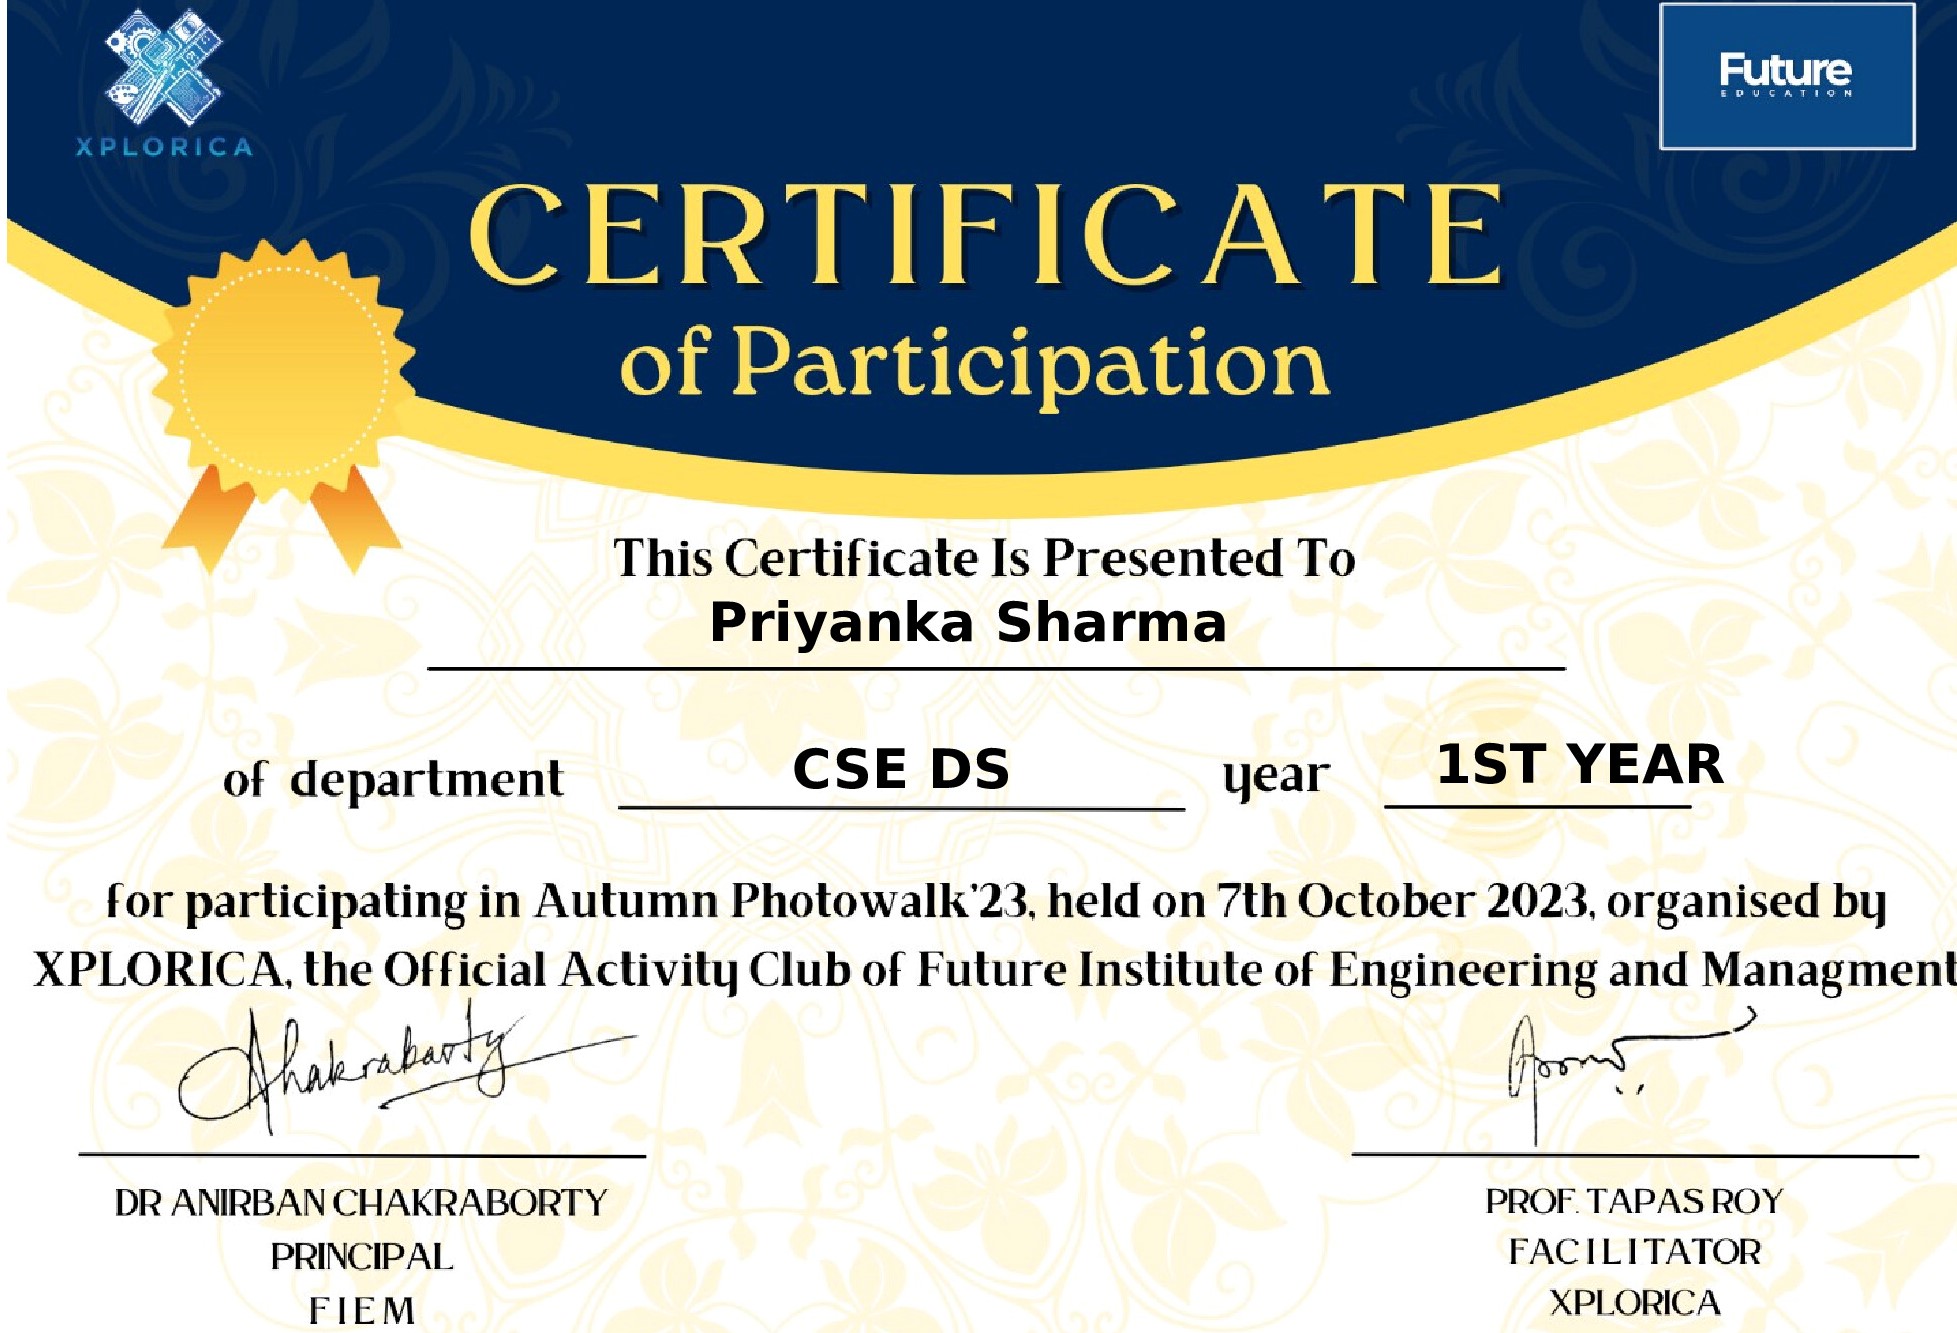 XPLORICA
Future
EDUCATION
CERTIFICATE
of Participation
This Certificate Is Presented To
Priyanka Sharma
of department CSE DS year 1ST YEAR
for participating in Autumn Photowalk'23, held on 7th October 2023, organised by
XPLORICA, the Official Activity Club of Future Institute of Engineering and Managment
AChakraborty
DR ANIRBAN CHAKRABORTY
PRINCIPAL
FIEM
PROF. TAPAS ROY
FACILITATOR
XPLORICA